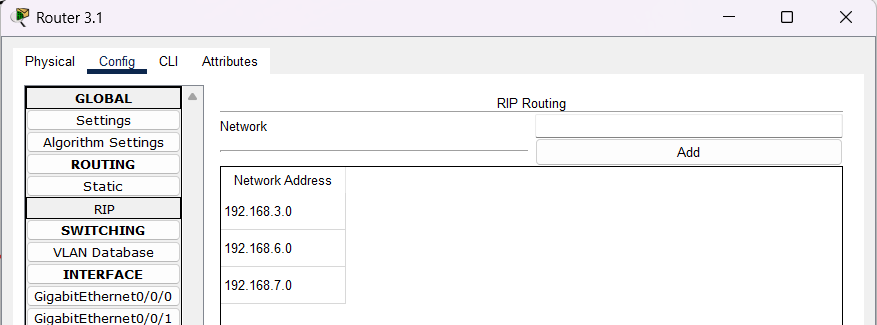 Router 3.1
Physical Config CLI Attributes
GLOBAL
Settings
Algorithm Settings
ROUTING
Static
RIP
SWITCHING
VLAN Database
INTERFACE
GigabitEthernet0/0/0
GigabitEthernet0/0/1
RIP Routing
Network
Add
Network Address
192.168.3.0
192.168.6.0
192.168.7.0